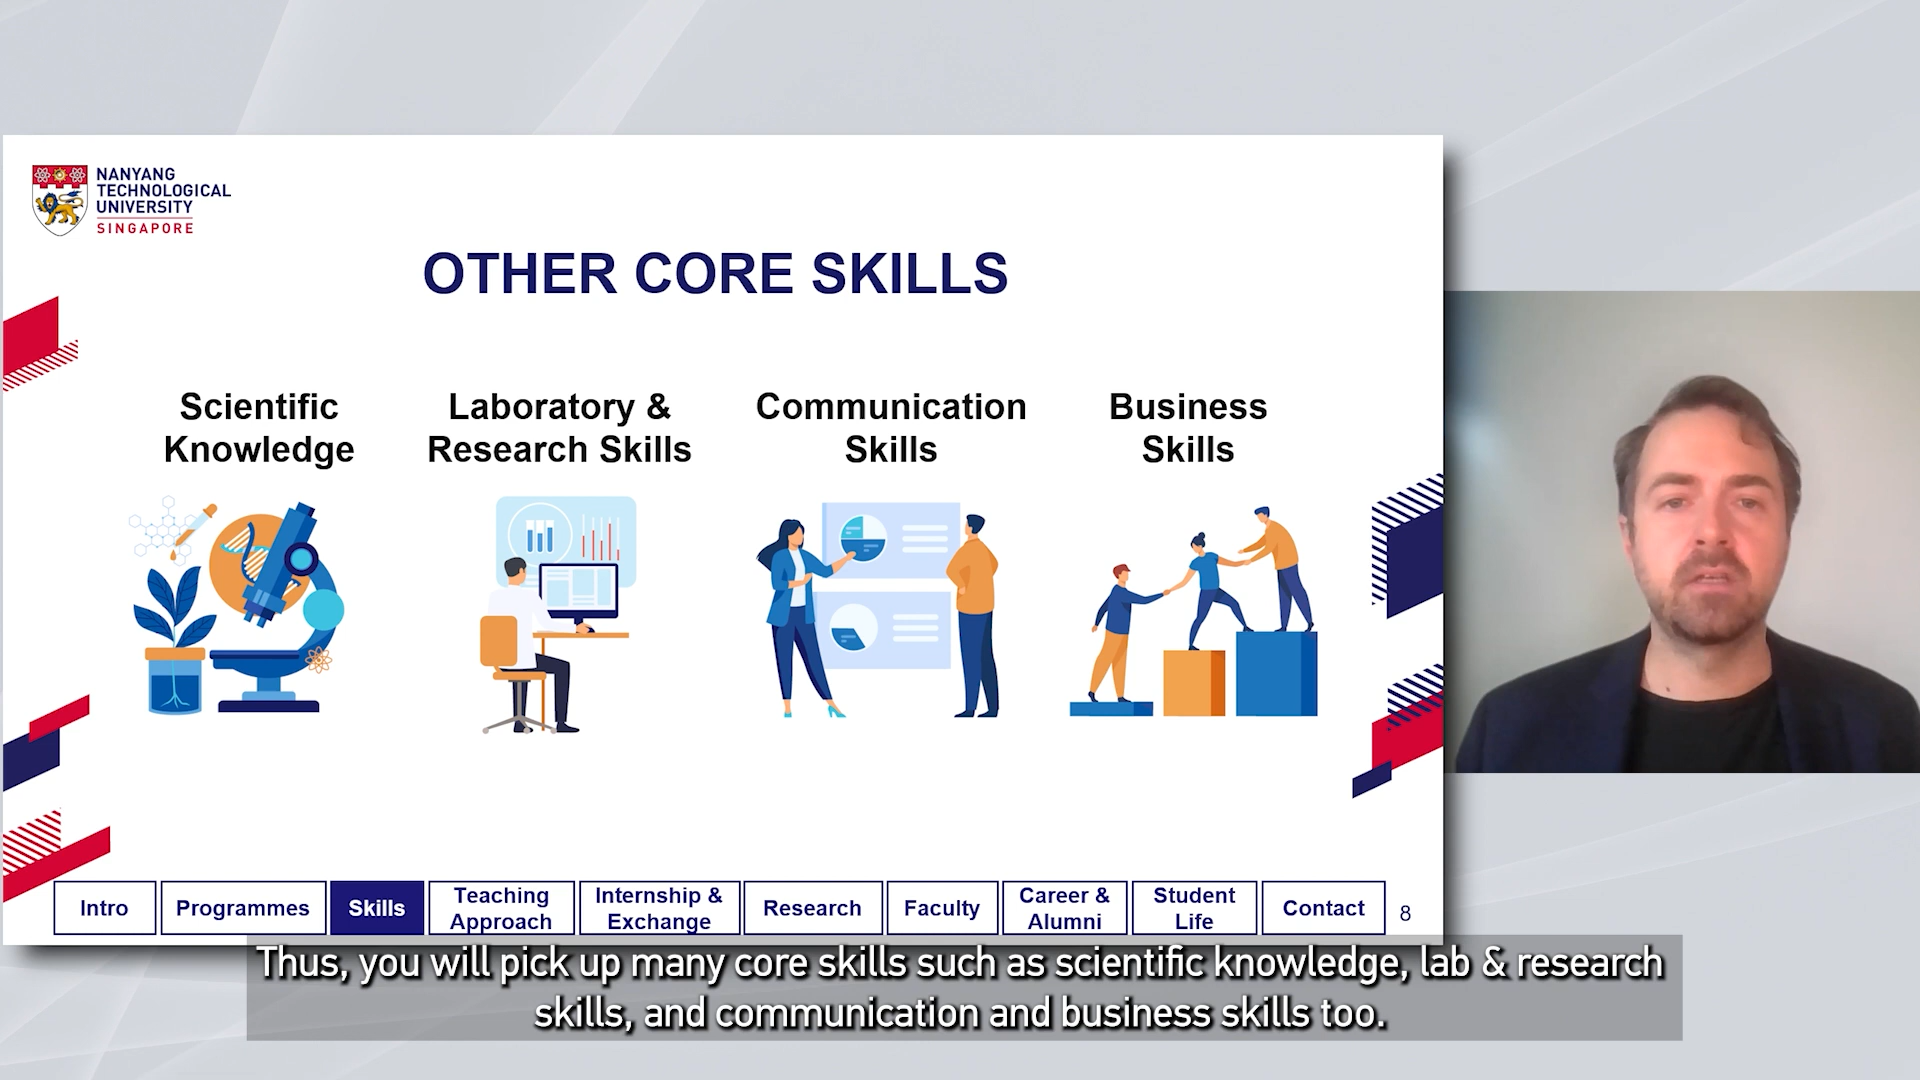 NANYANG
TECHNOLOGICAL
UNIVERSITY
SINGAPORE
OTHER CORE SKILLS
Scientific
Knowledge
Laboratory &
Research Skills
Communication
Skills
Business
Skills
Intro
Programmes
Skills
Teaching
Approach
Internship &
Exchange
Research
Faculty
Career &
Alumni
Student
Life
Contact
8
Thus, you will pick up many core skills such as scientific knowledge, lab & research
skills, and communication and business skills too.